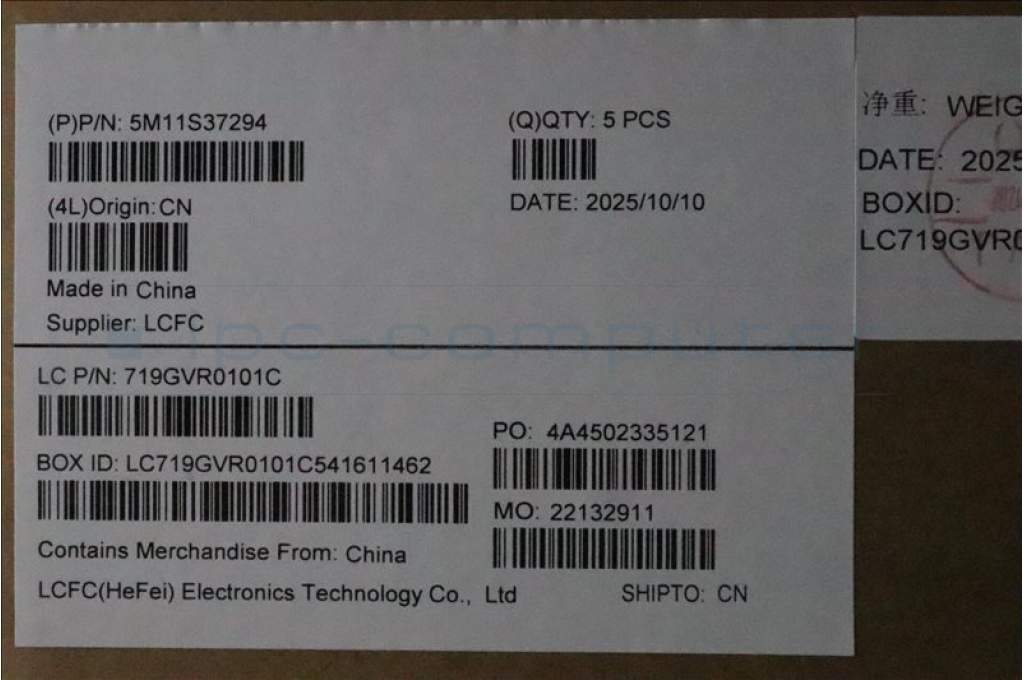 (P)P/N: 5M11S37294
(Q)QTY: 5 PCS
(4L)Origin:CN
DATE: 2025/10/10
Made in China
Supplier: LCFC
LC P/N: 719GVR0101C
PO: 4A4502335121
BOX ID: LC719GVR0101C541611462
MO: 22132911
Contains Merchandise From: China
LCFC(HeFei) Electronics Technology Co., Ltd
SHIPTO: CN
净重: WEIG
DATE: 2025
BOXID:
LC719GVR0
ipc-computer